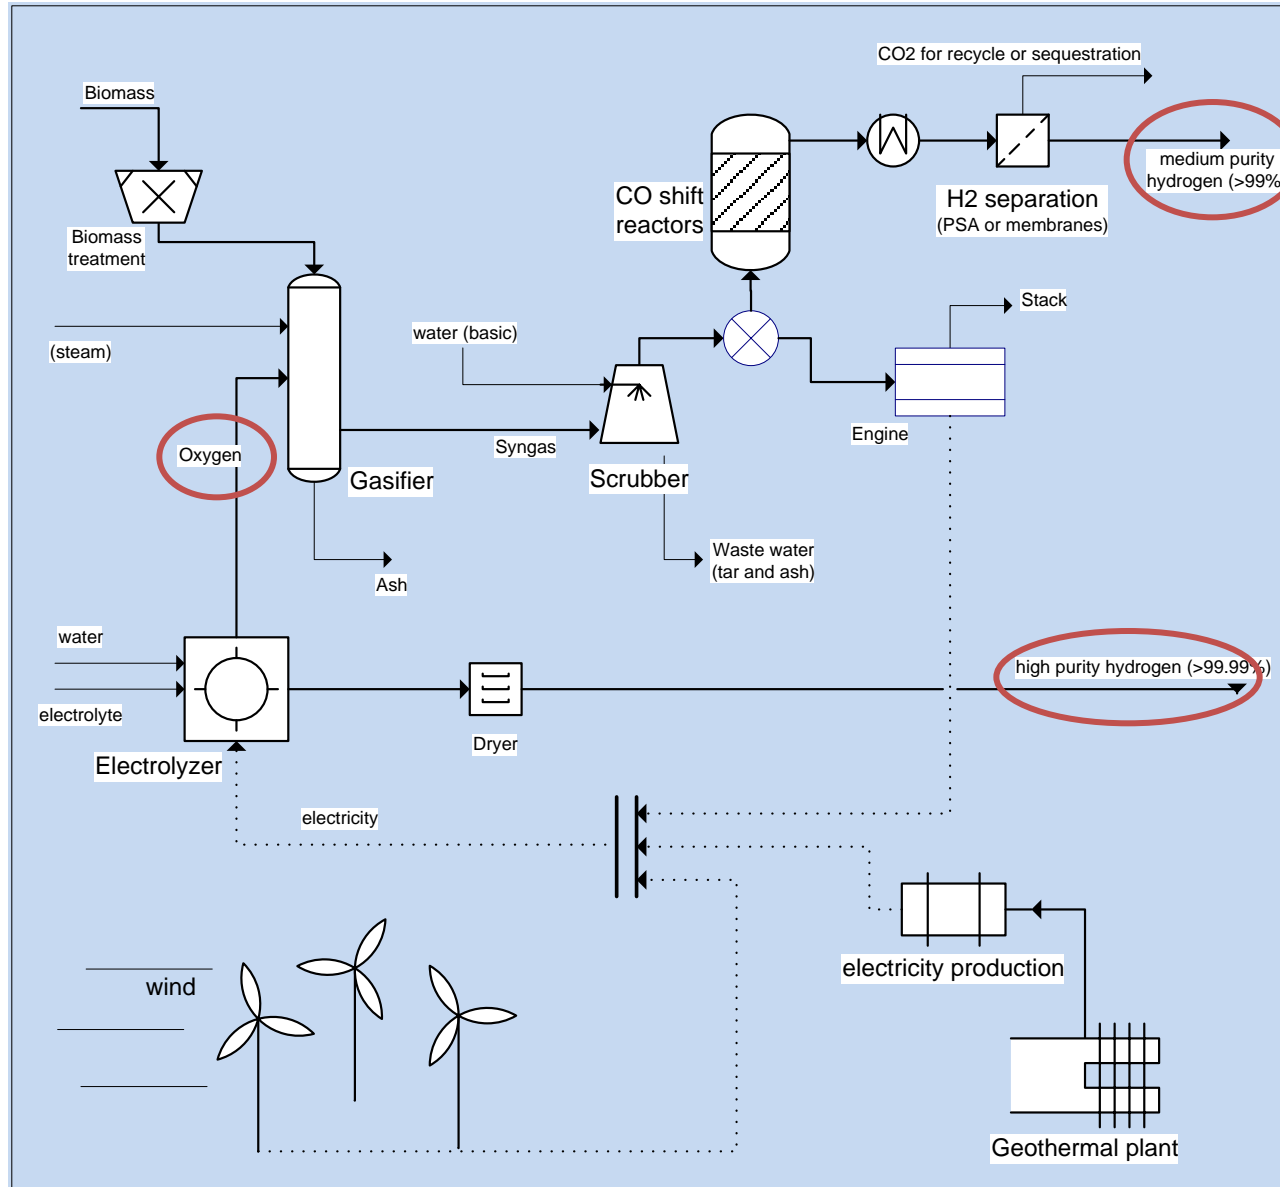 CO2 for recycle or sequestration
Biomass
medium purity
hydrogen (>99%
CO shift
reactors
H2 separation
(PSA or membranes)
Biomass
treatment
Stack
water (basic)
(steam)
Engine
Syngas
Oxygen
Gasifier
Scrubber
Waste water
(tar and ash)
Ash
water
high purity hydrogen (>99.99%)
electrolyte
Dryer
Electrolyzer
electricity
electricity production
wind
Geothermal plant